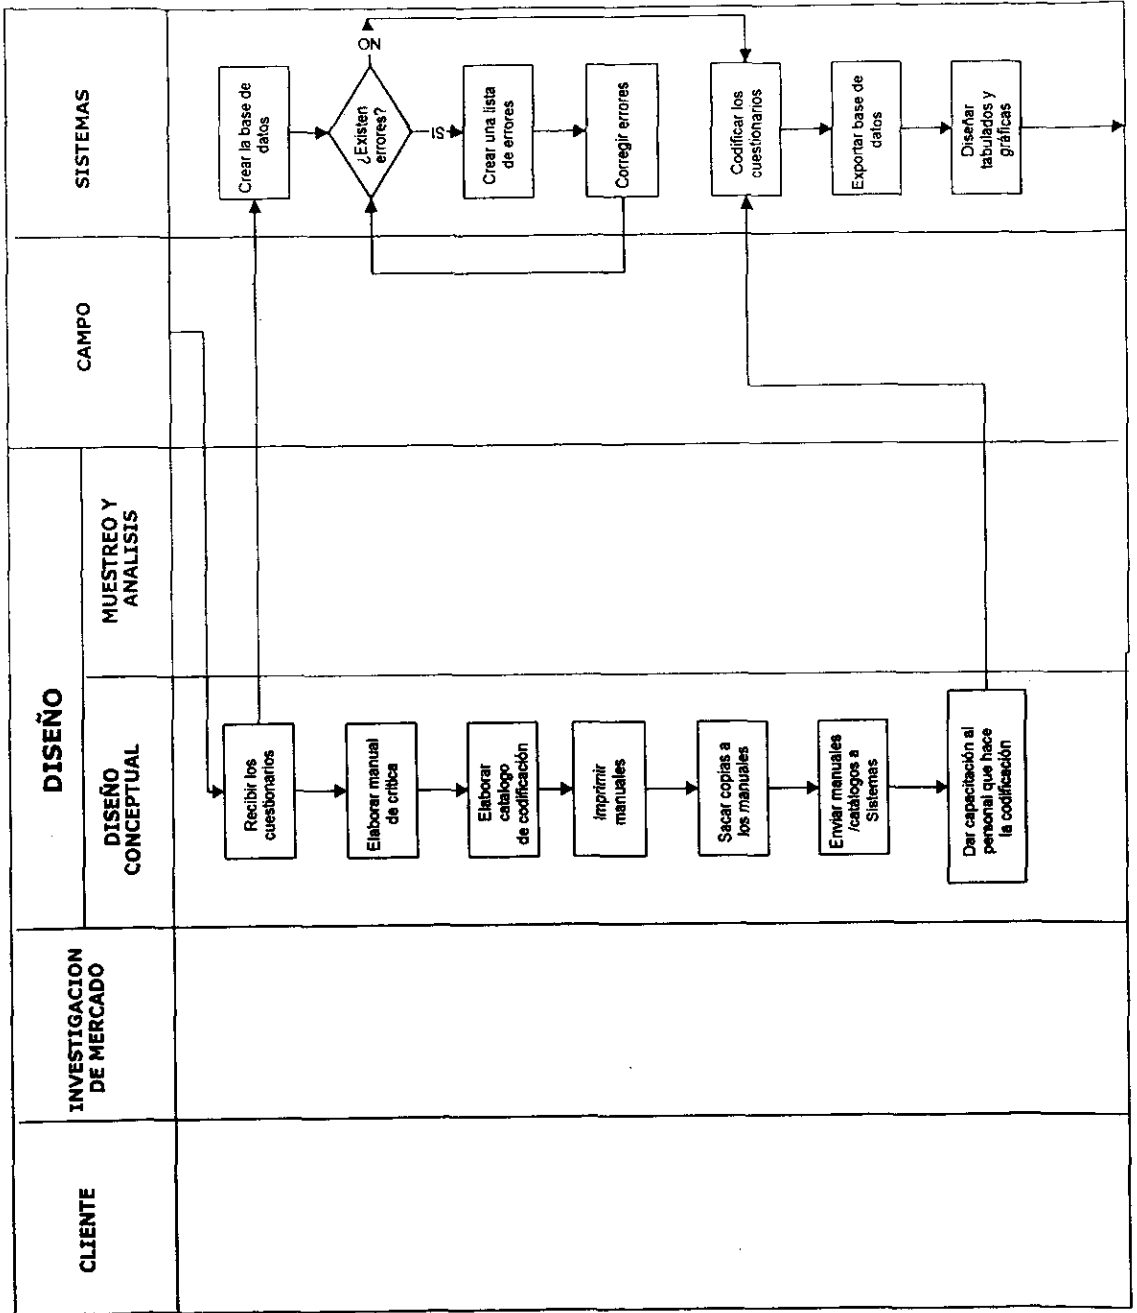 CLIENTE
INVESTIGACION
DE MERCADO
DISEÑO
DISEÑO
CONCEPTUAL
MUESTREO Y
ANALISIS
CAMPO
SISTEMAS
Recibir los
cuestionarios
Elaborar manual
de critica
Elaborar
catalogo
de codificación
Imprimir
manuales
Sacar copias a
los manuales
Enviar manuales
/catálogos a
Sistemas
Dar capacitación al
personal que hace
la codificación
Crear la base de
datos
¿Existen
errores?
NO
SI
Crear una lista
de errores
Corregir errores
Codificar los
cuestionarios
Exportar base de
datos
Diseñar
tabulados y
gráficas